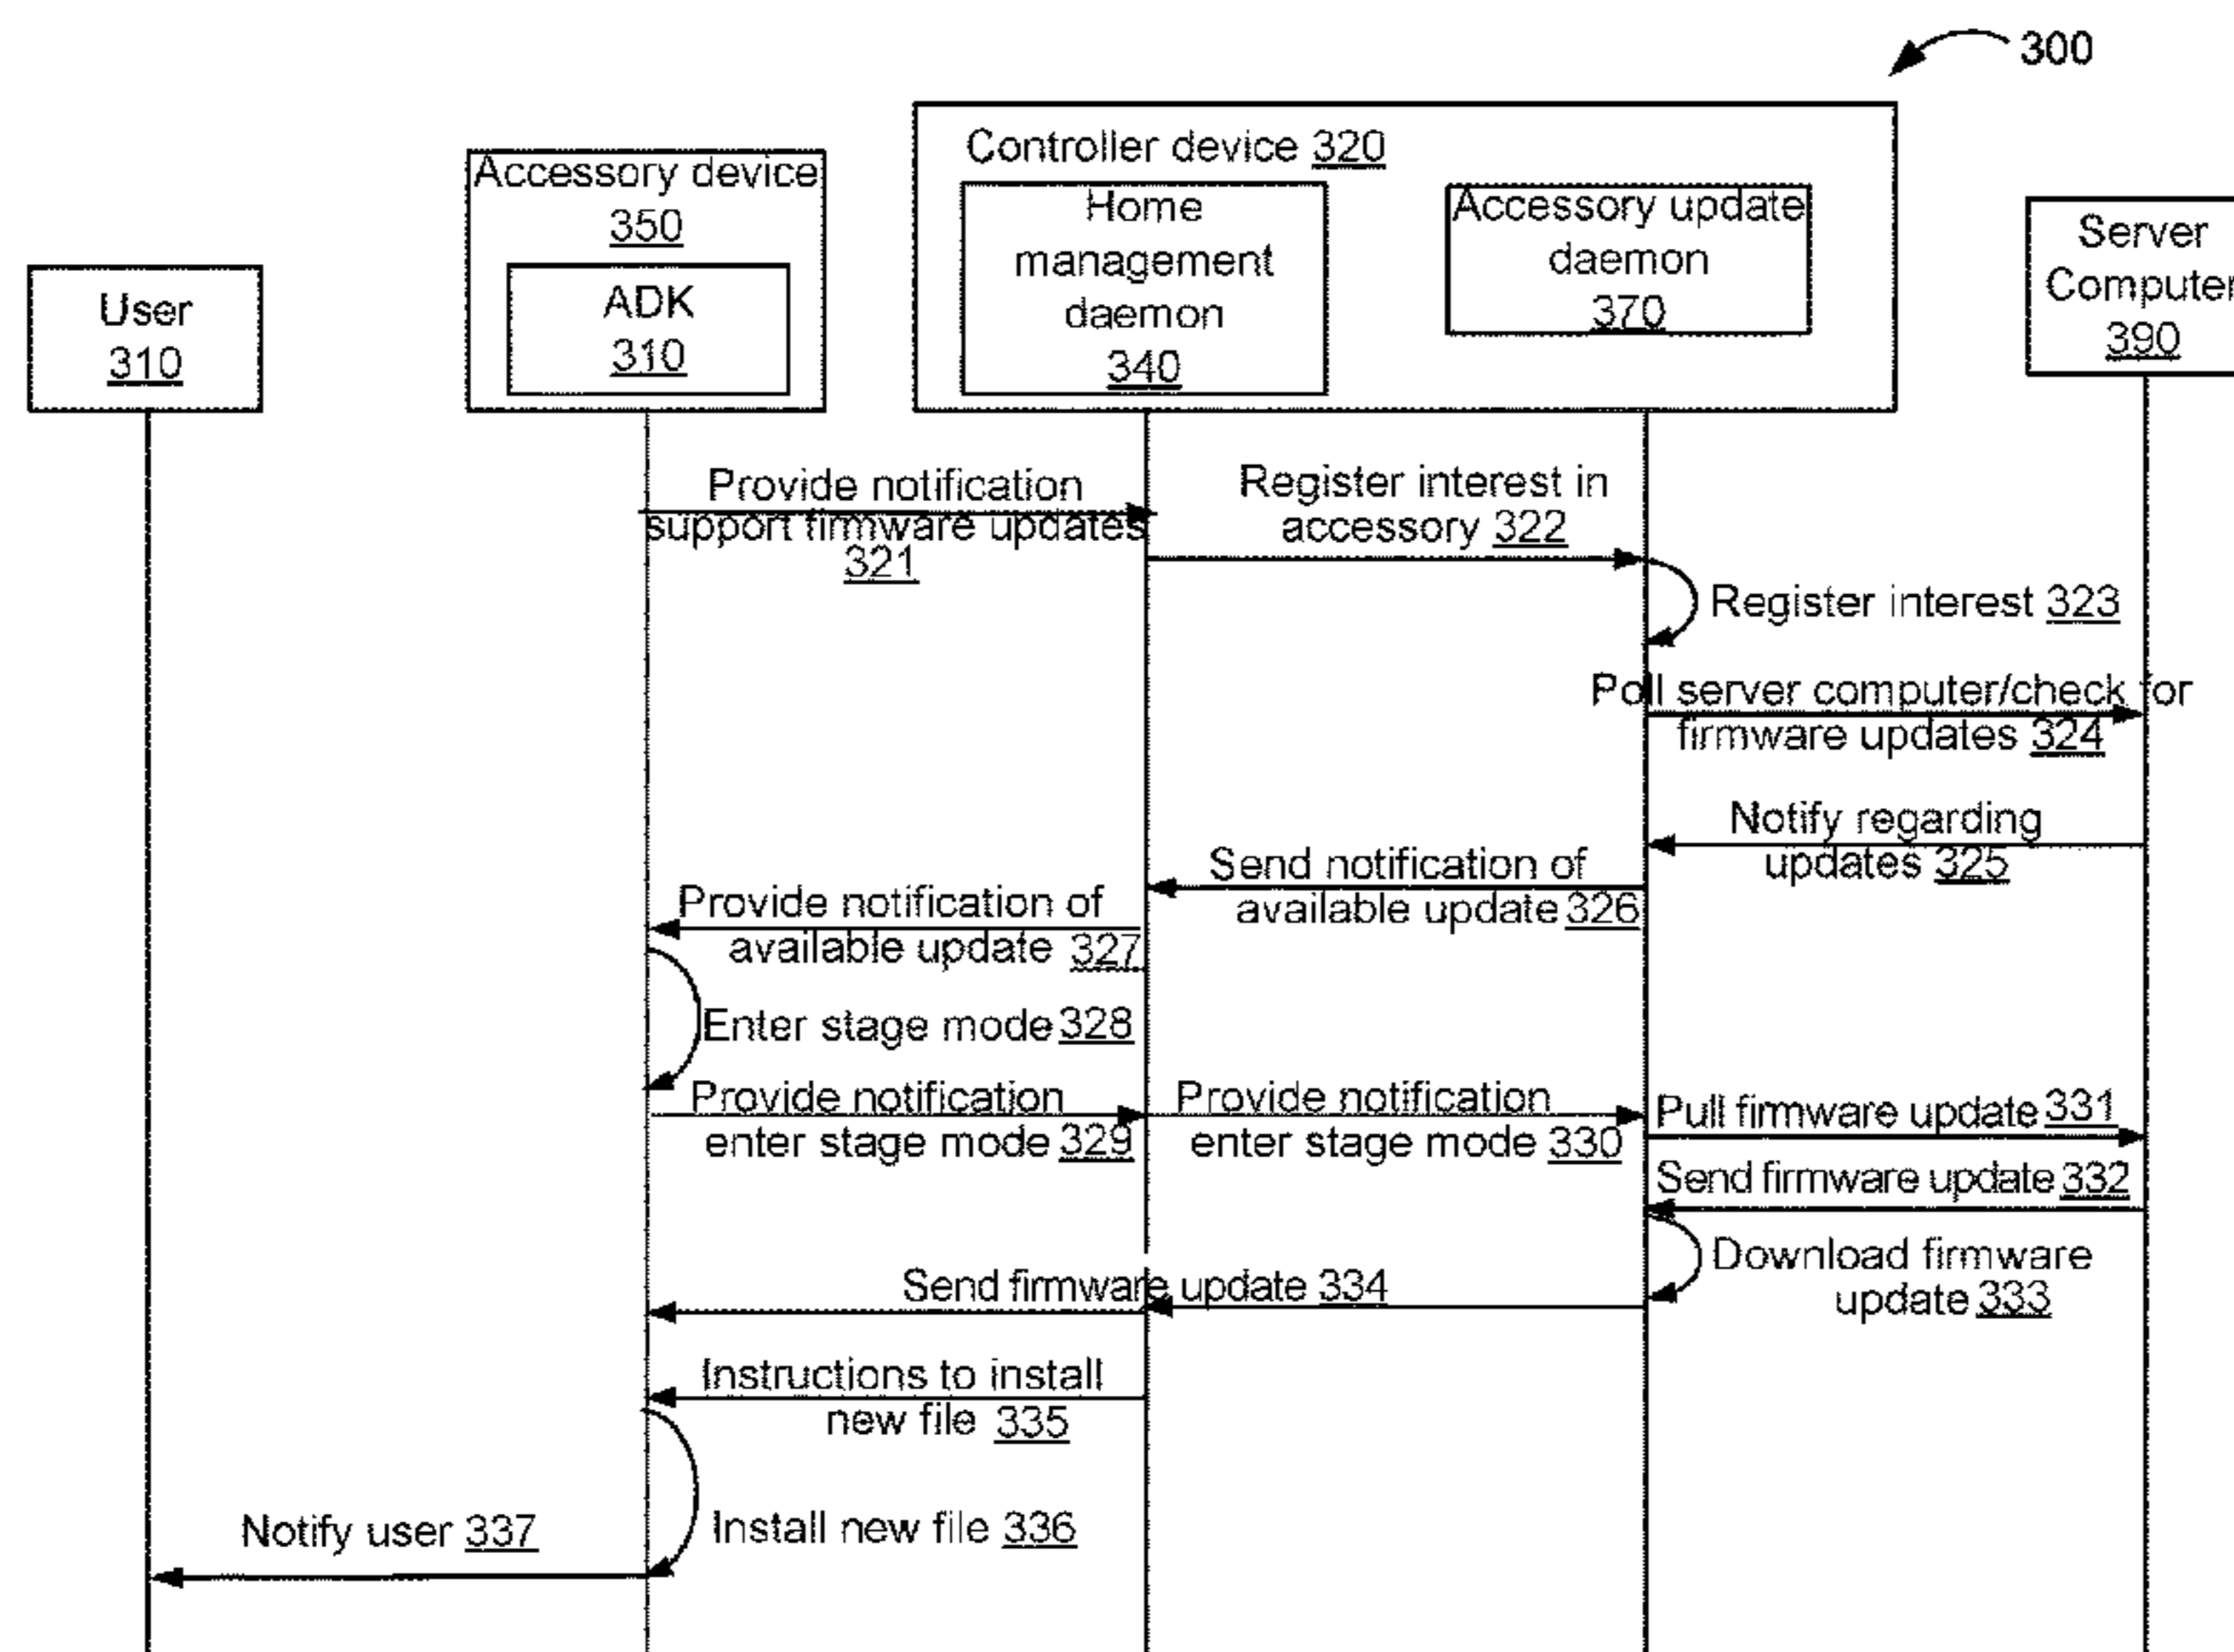 300
Controller device 320
Accessory device
350
ADK
310
Home
management
daemon
340
Accessory update
daemon
370
Server
Computer
390
User
310
Provide notification
support firmware updates
321
Register interest in
accessory 322
Register interest 323
Poll server computer/check for
firmware updates 324
Notify regarding
updates 325
Send notification of
available update 326
Provide notification of
available update 327
Enter stage mode 328
Provide notification
enter stage mode 329
Provide notification
enter stage mode 330
Pull firmware update 331
Send firmware update 332
Download firmware
update 333
Send firmware update 334
Instructions to install
new file 335
Install new file 336
Notify user 337